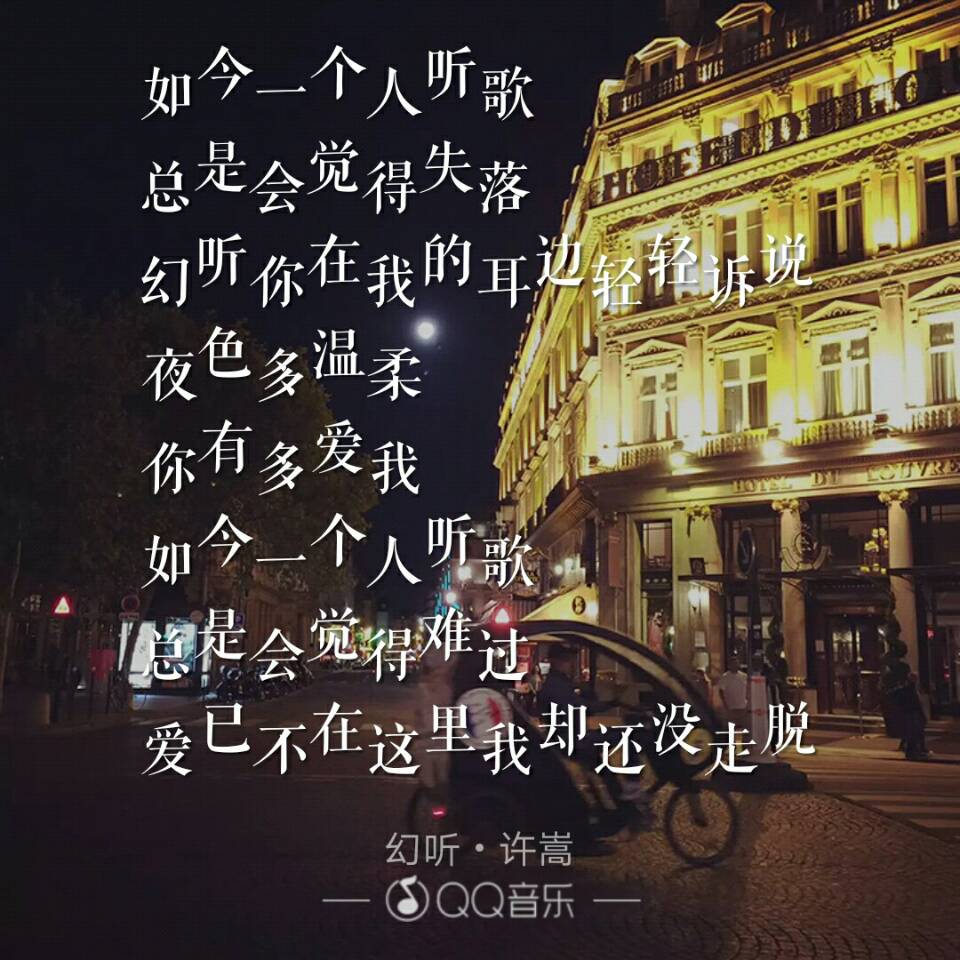 如今一个人听歌
总是会觉得失落
幻听你在我的耳边轻轻诉说
夜色多温柔
你有多爱我
如今一个人听歌
总是会觉得难过
爱已不在这里我却还没走脱
幻听·许嵩
QQ音乐
HOTEL DU LOUVRE